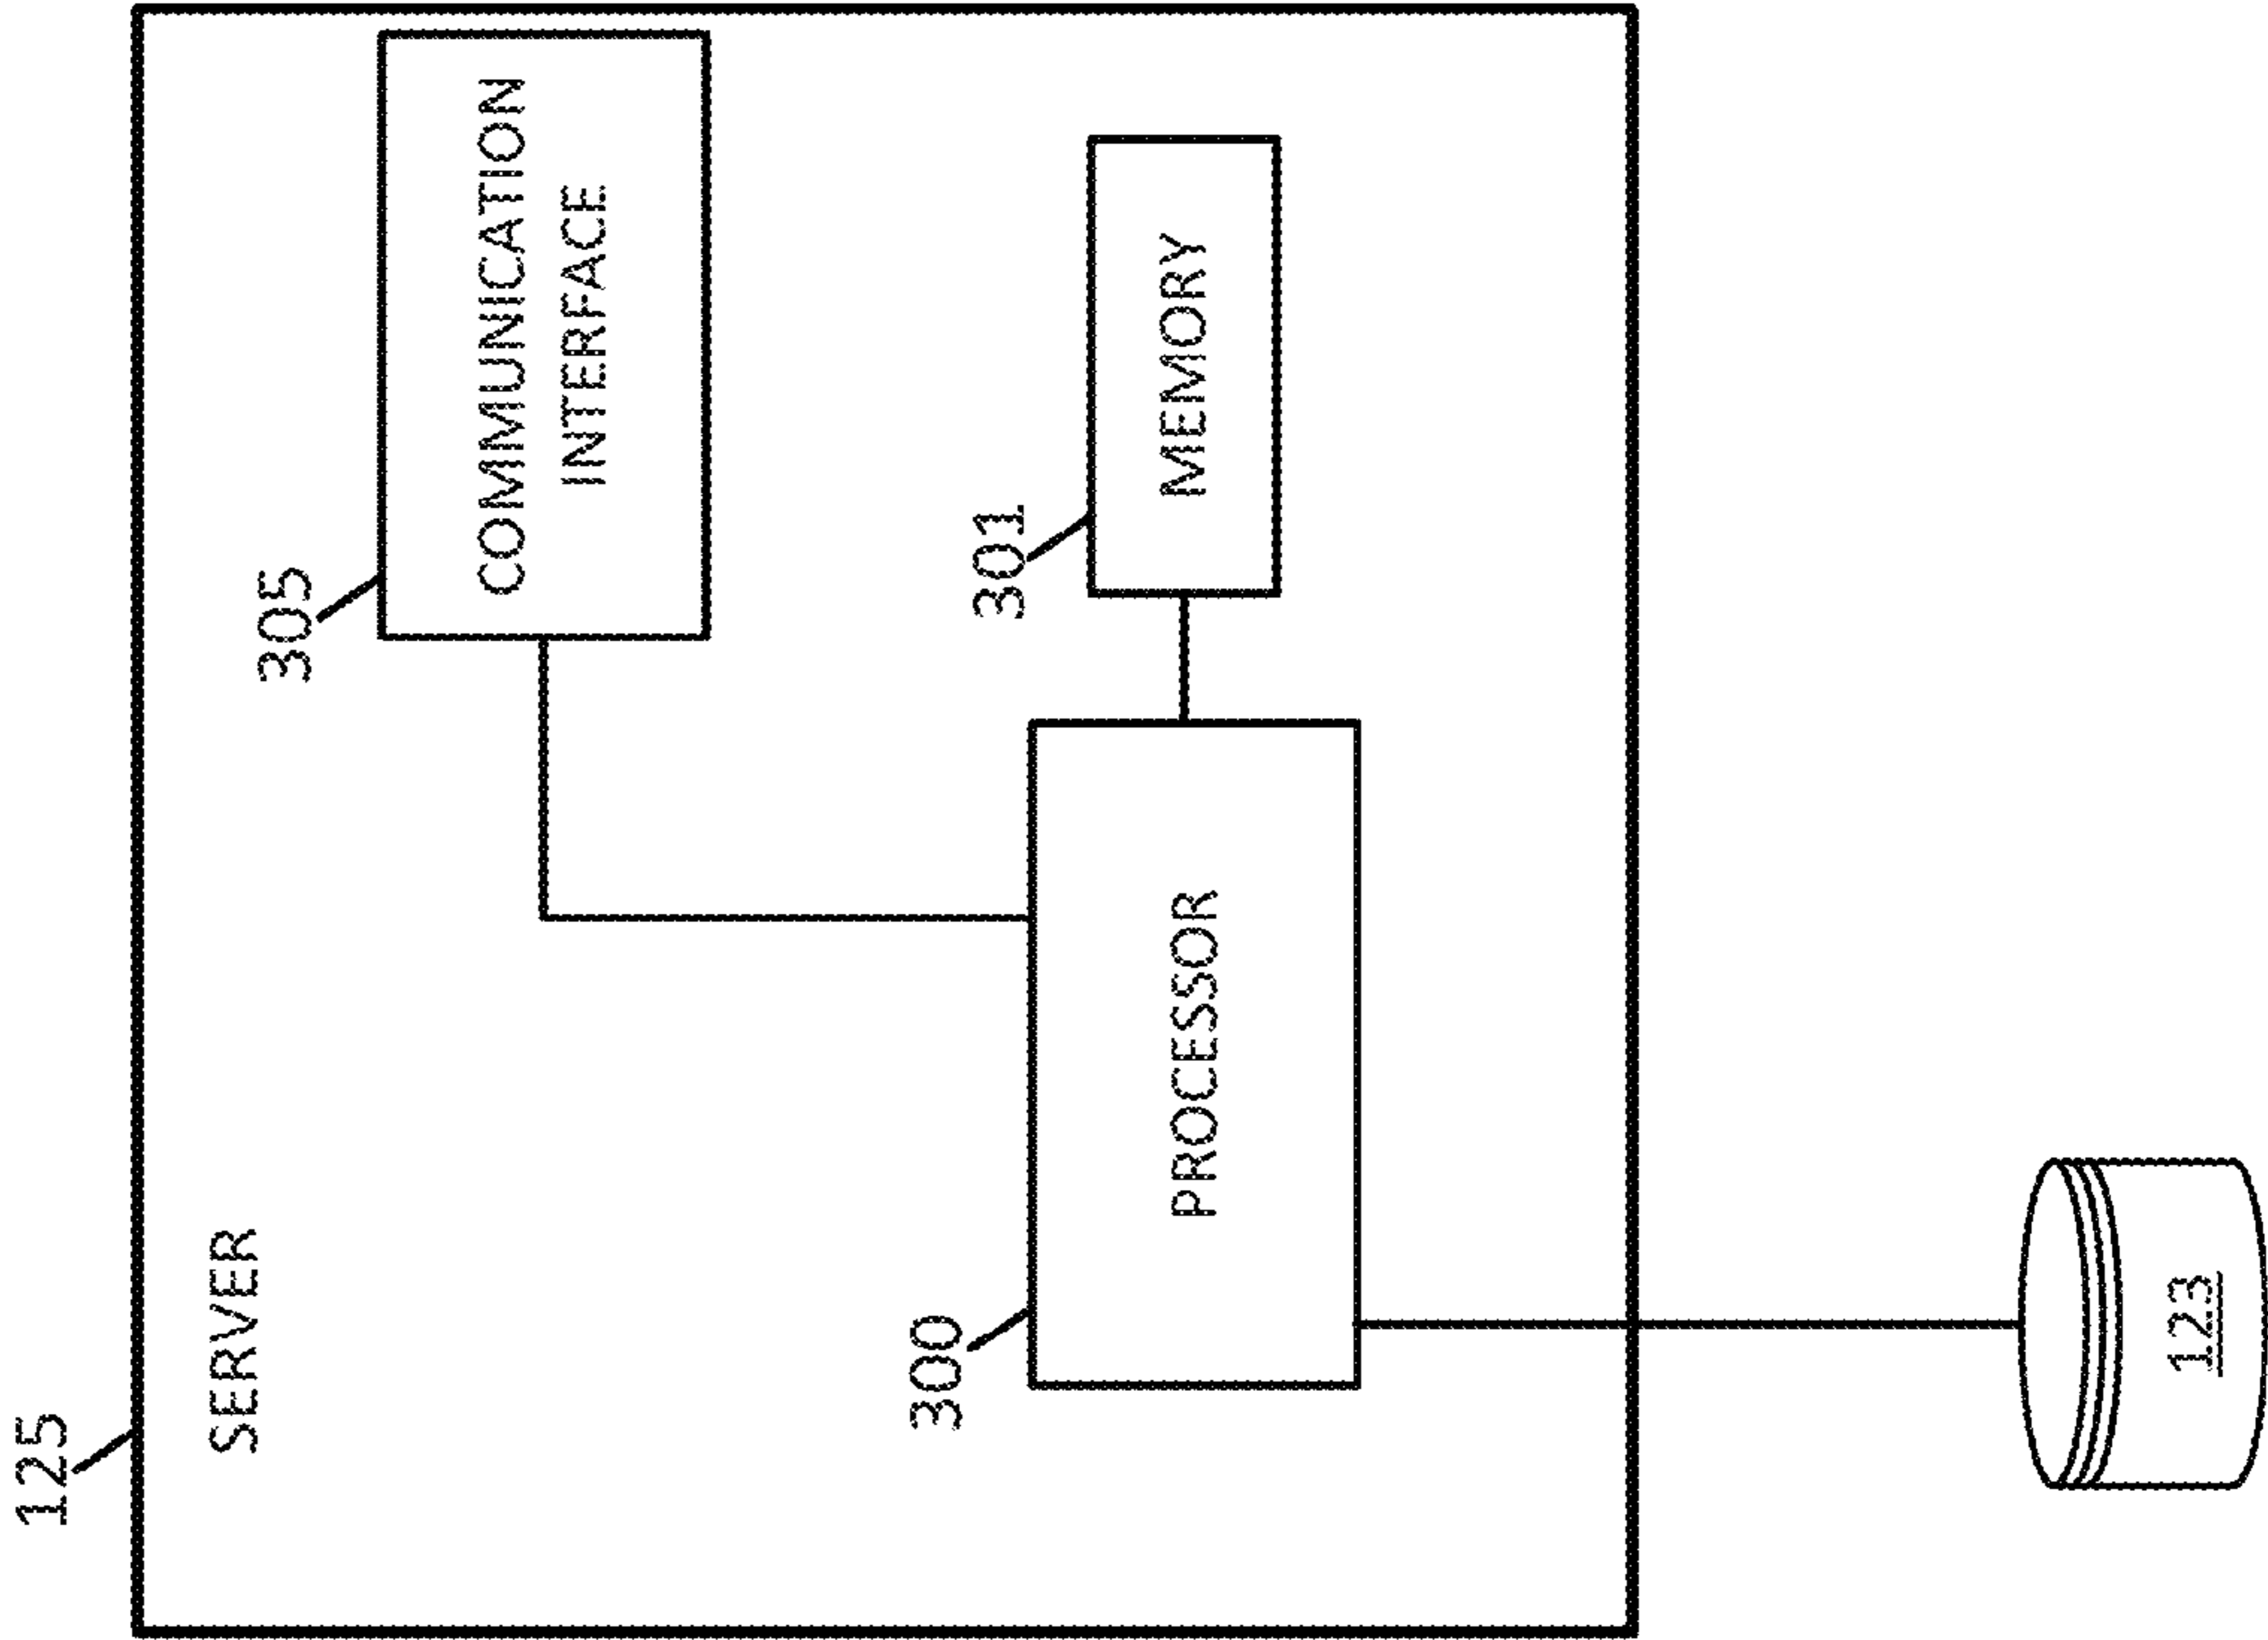 125
SERVER
305
COMMUNICATION
INTERFACE
300
PROCESSOR
301
MEMORY
123